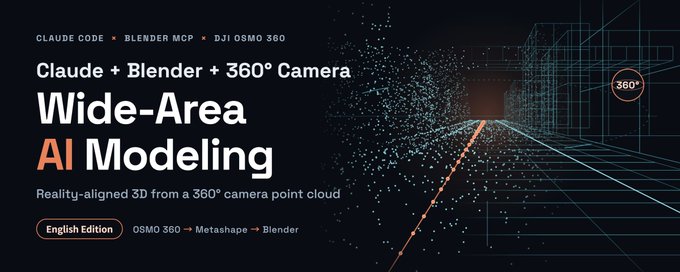 CLAUDE CODE × BLENDER MCP × DJI OSMO 360
Claude + Blender + 360° Camera
Wide-Area
AI Modeling
360°
Reality-aligned 3D from a 360° camera point cloud
English Edition OSMO 360 → Metashape → Blender